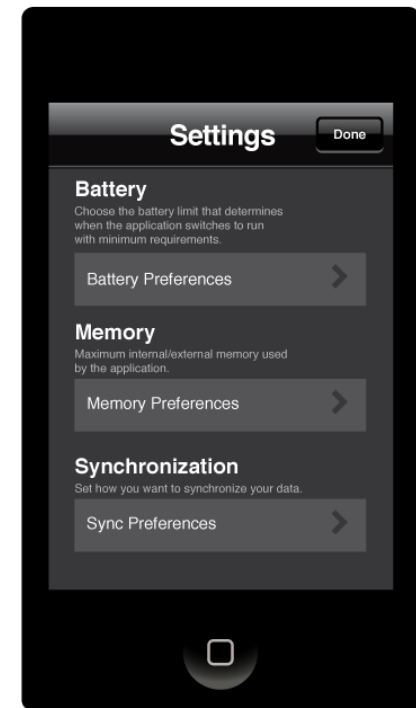 Settings
Done
Battery
Choose the battery limit that determines
when the application switches to run
with minimum requirements.
Battery Preferences
Memory
Maximum internal/external memory used
by the application.
Memory Preferences
Synchronization
Set how you want to synchronize your data.
Sync Preferences